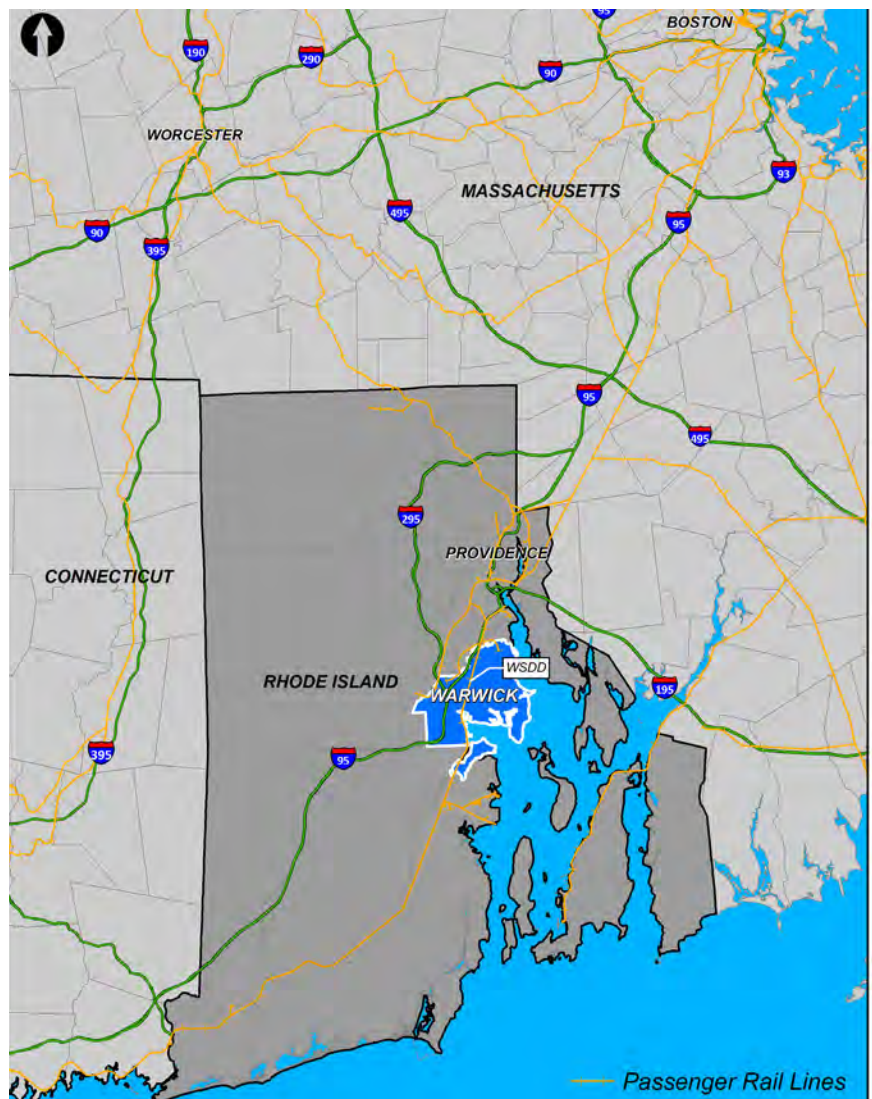 95
BOSTON
190
290
90
WORCESTER
93
MASSACHUSETTS
495
95
90
395
95
495
295
PROVIDENCE
CONNECTICUT
WSDD
RHODE ISLAND
195
WARWICK
395
95
Passenger Rail Lines